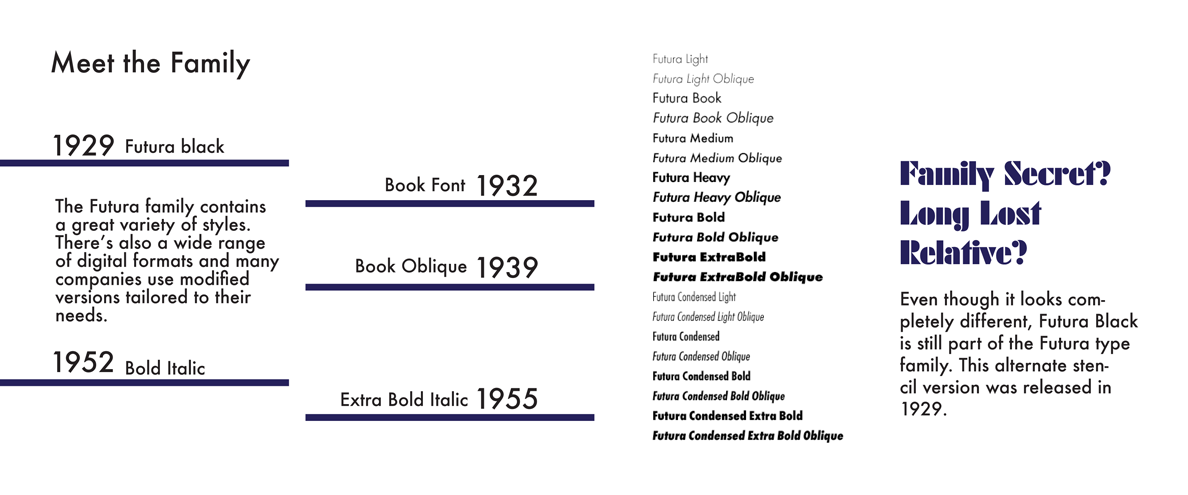 Meet the Family
1929 Futura black
The Futura family contains
a great variety of styles.
There's also a wide range
of digital formats and many
companies use modified
versions tailored to their
needs.
1952 Bold Italic
Book Font 1932
Book Oblique 1939
Extra Bold Italic 1955
Futura Light
Futura Light Oblique
Futura Book
Futura Book Oblique
Futura Medium
Futura Medium Oblique
Futura Heavy
Futura Heavy Oblique
Futura Bold
Futura Bold Oblique
Futura ExtraBold
Futura ExtraBold Oblique
Futura Condensed Light
Futura Condensed Light Oblique
Futura Condensed
Futura Condensed Oblique
Futura Condensed Bold
Futura Condensed Bold Oblique
Futura Condensed Extra Bold
Futura Condensed Extra Bold Oblique
Family Secret?
Long Lost
Relative?
Even though it looks com-
pletely different, Futura Black
is still part of the Futura type
family. This alternate sten-
cil version was released in
1929.